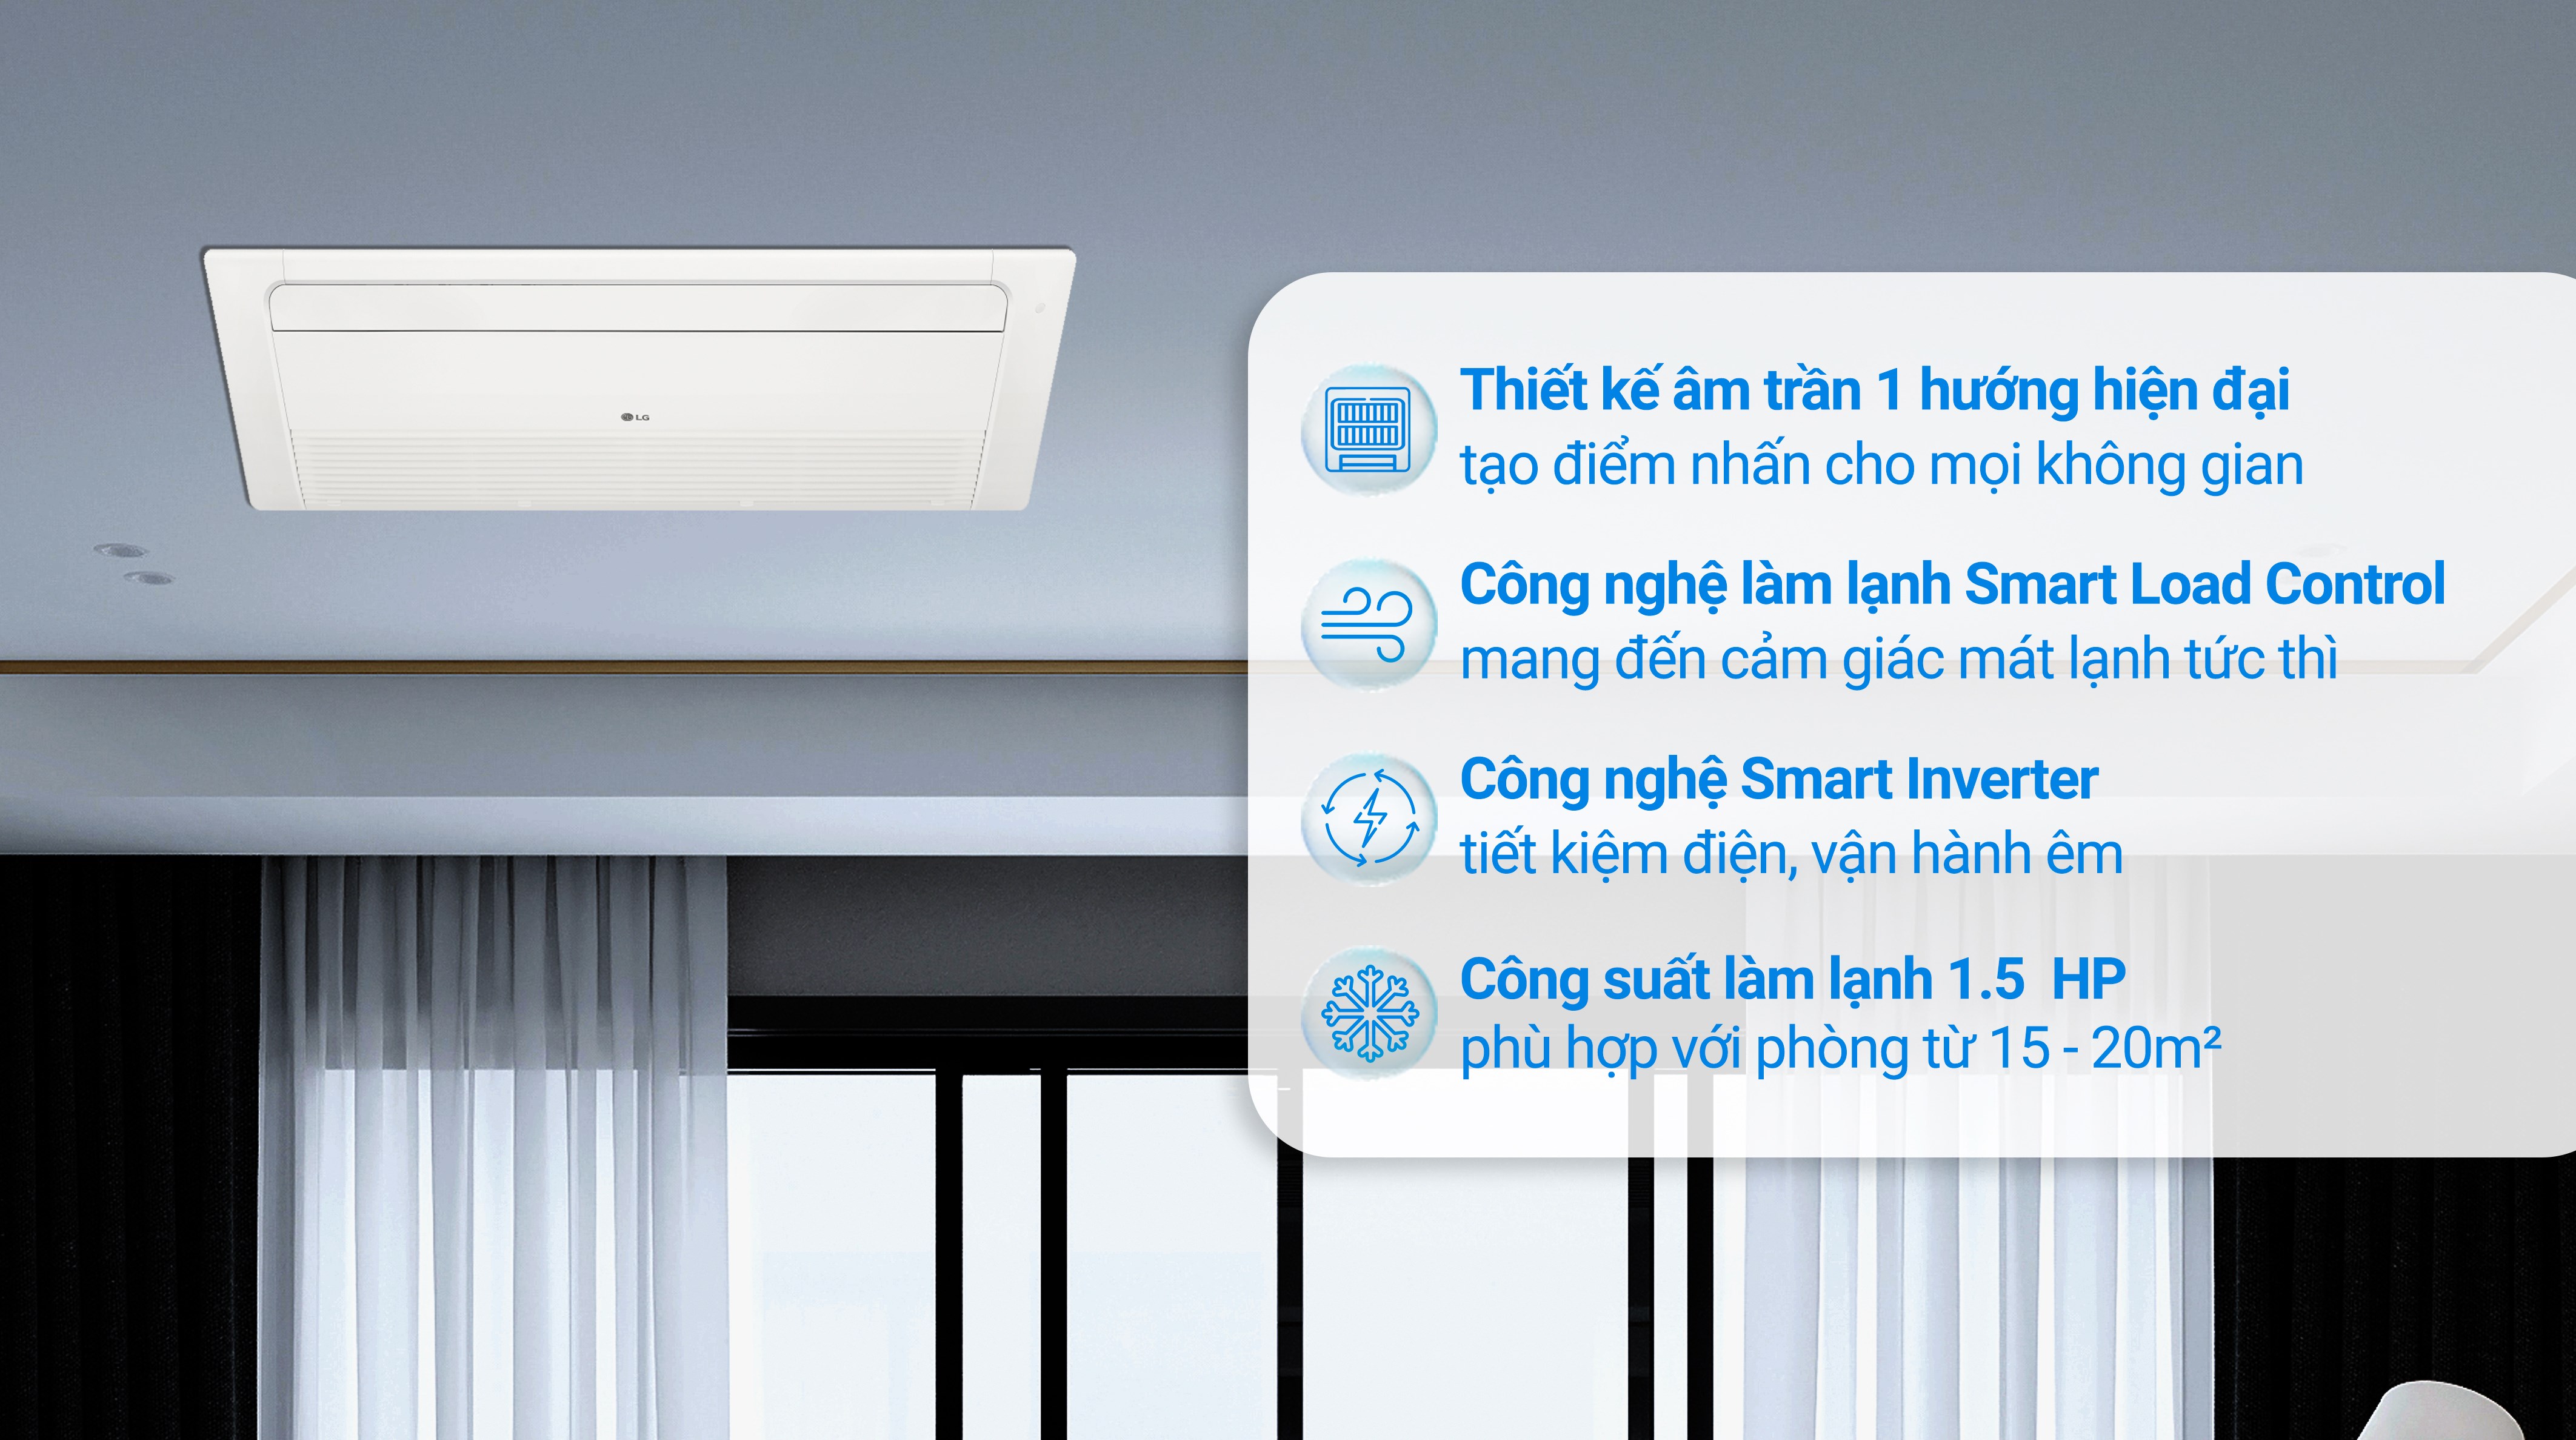 LG
Thiết kế âm trần 1 hướng hiện đại
tạo điểm nhấn cho mọi không gian
Công nghệ làm lạnh Smart Load Control
mang đến cảm giác mát lạnh tức thì
Công nghệ Smart Inverter
tiết kiệm điện, vận hành êm
Công suất làm lạnh 1.5 HP
phù hợp với phòng từ 15 - 20m²